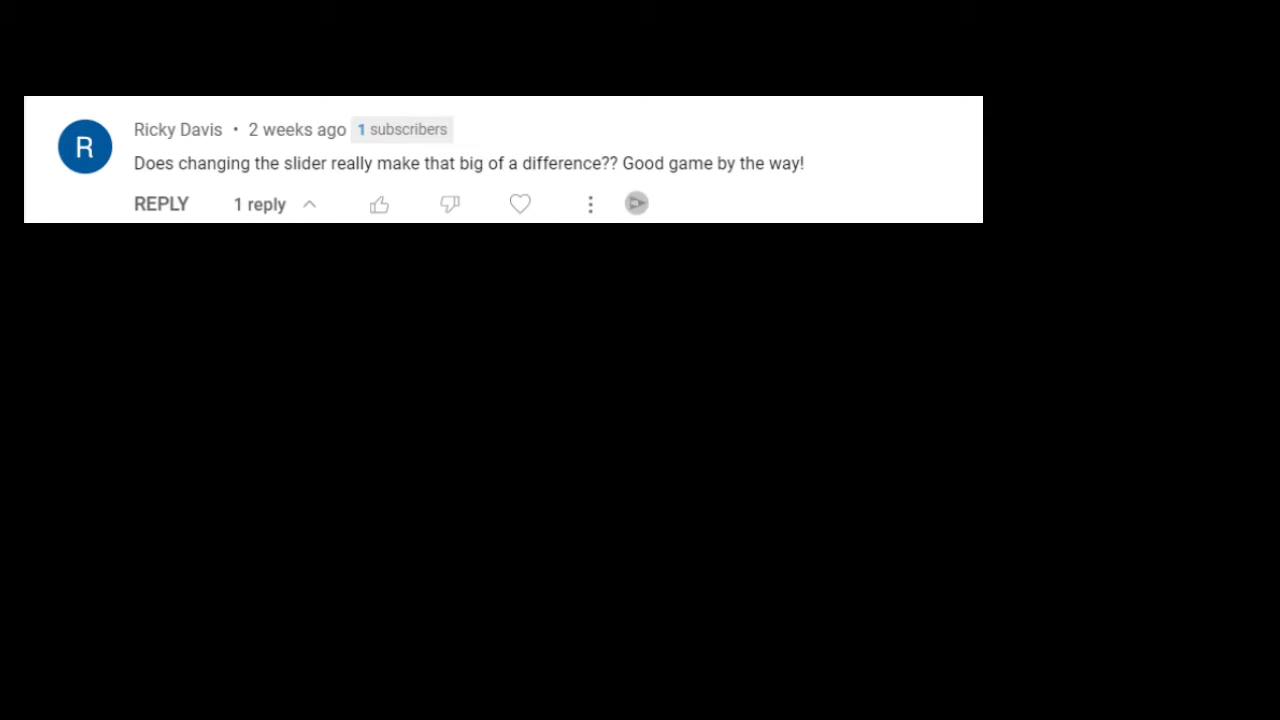 R
Ricky Davis • 2 weeks ago 1 subscribers
Does changing the slider really make that big of a difference?? Good game by the way!
REPLY 1 reply